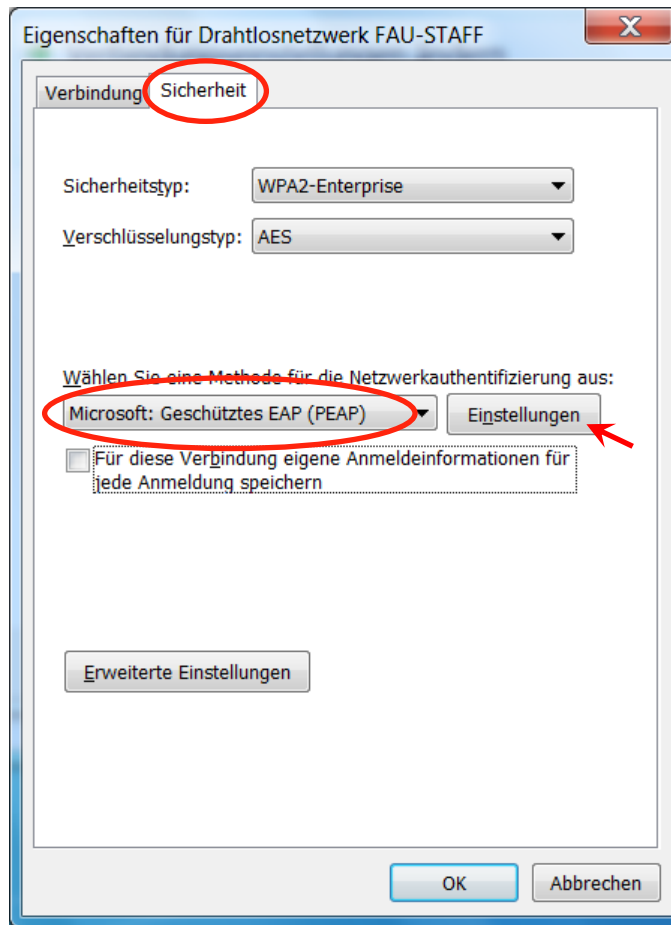 Eigenschaften für Drahtlosnetzwerk FAU-STAFF
X
Verbindung Sicherheit
Sicherheitstyp: WPA2-Enterprise
Verschlüsselungstyp: AES
Wählen Sie eine Methode für die Netzwerkauthentifizierung aus:
Microsoft: Geschütztes EAP (PEAP) Einstellungen
Für diese Verbindung eigene Anmeldeinformationen für
jede Anmeldung speichern
Erweiterte Einstellungen
OK Abbrechen